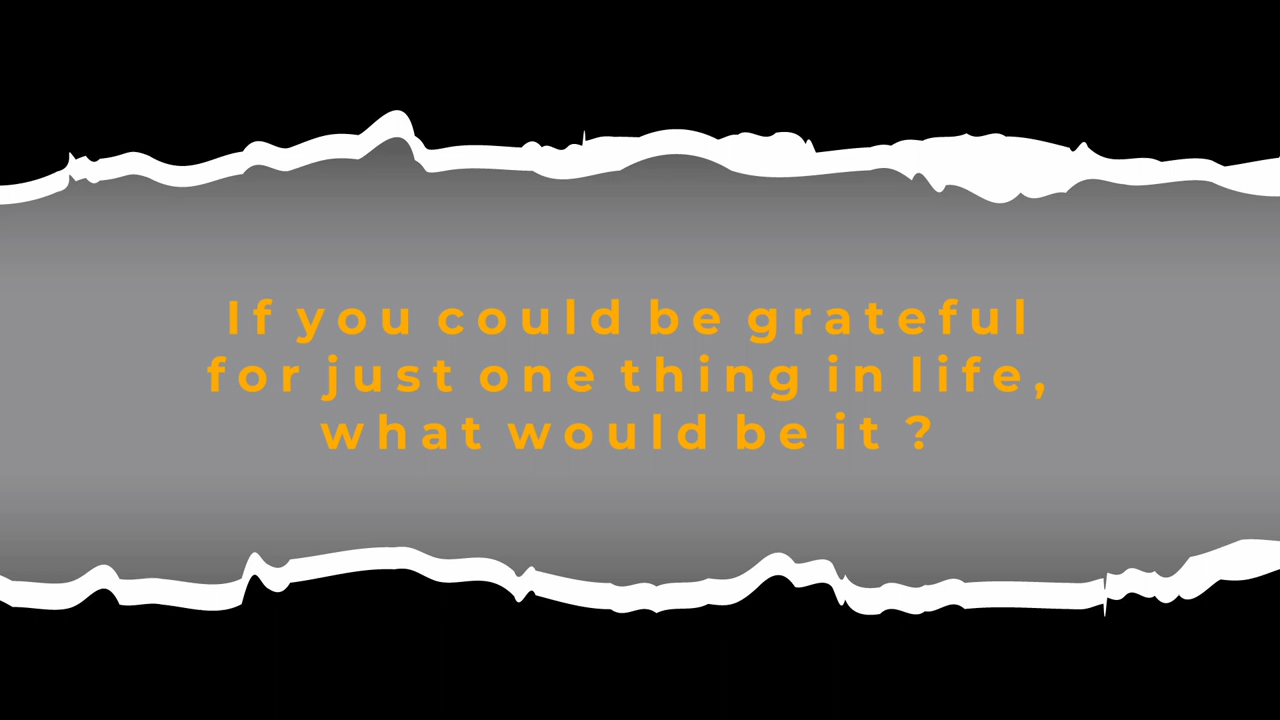 If you could be grateful
for just one thing in life,
what would be it ?